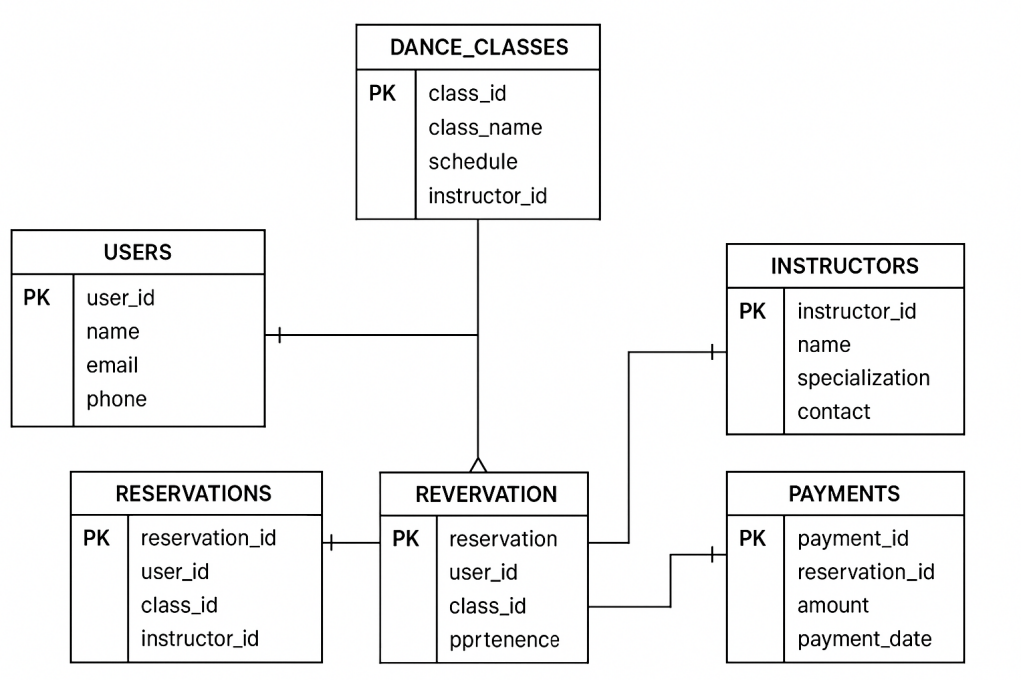 DANCE_CLASSES
PK class_id
class_name
schedule
instructor_id
USERS
PK user_id
name
email
phone
INSTRUCTORS
PK instructor_id
name
specialization
contact
RESERVATIONS
PK reservation_id
user_id
class_id
instructor_id
REVERVATION
PK reservation
user_id
class_id
pprtenence
PAYMENTS
PK payment_id
reservation_id
amount
payment_date